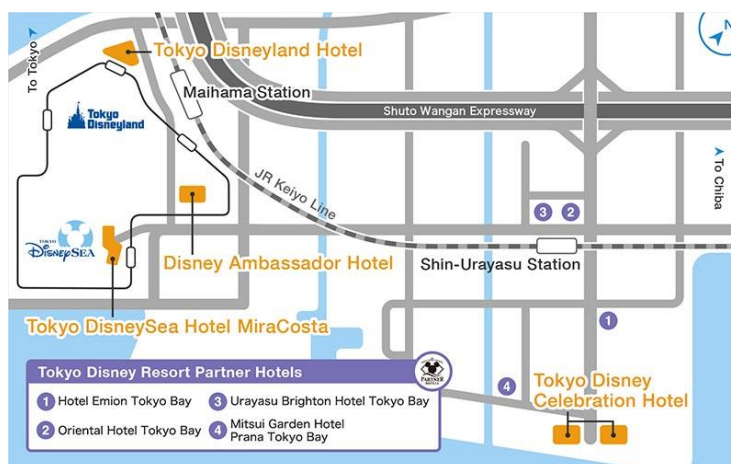 N
To Tokyo
Tokyo Disneyland Hotel
Maihama Station
Tokyo
Disneyland
Shuto Wangan Expressway
To Chiba
JR Keiyo Line
3
2
TOKYO
DISNEYSEA
Disney Ambassador Hotel
Shin-Urayasu Station
Tokyo DisneySea Hotel MiraCosta
1
4
Tokyo Disney
Celebration Hotel
Tokyo Disney Resort Partner Hotels
PARTNER
HOTELS
1 Hotel Emion Tokyo Bay
3 Urayasu Brighton Hotel Tokyo Bay
2 Oriental Hotel Tokyo Bay
4 Mitsui Garden Hotel
Prana Tokyo Bay